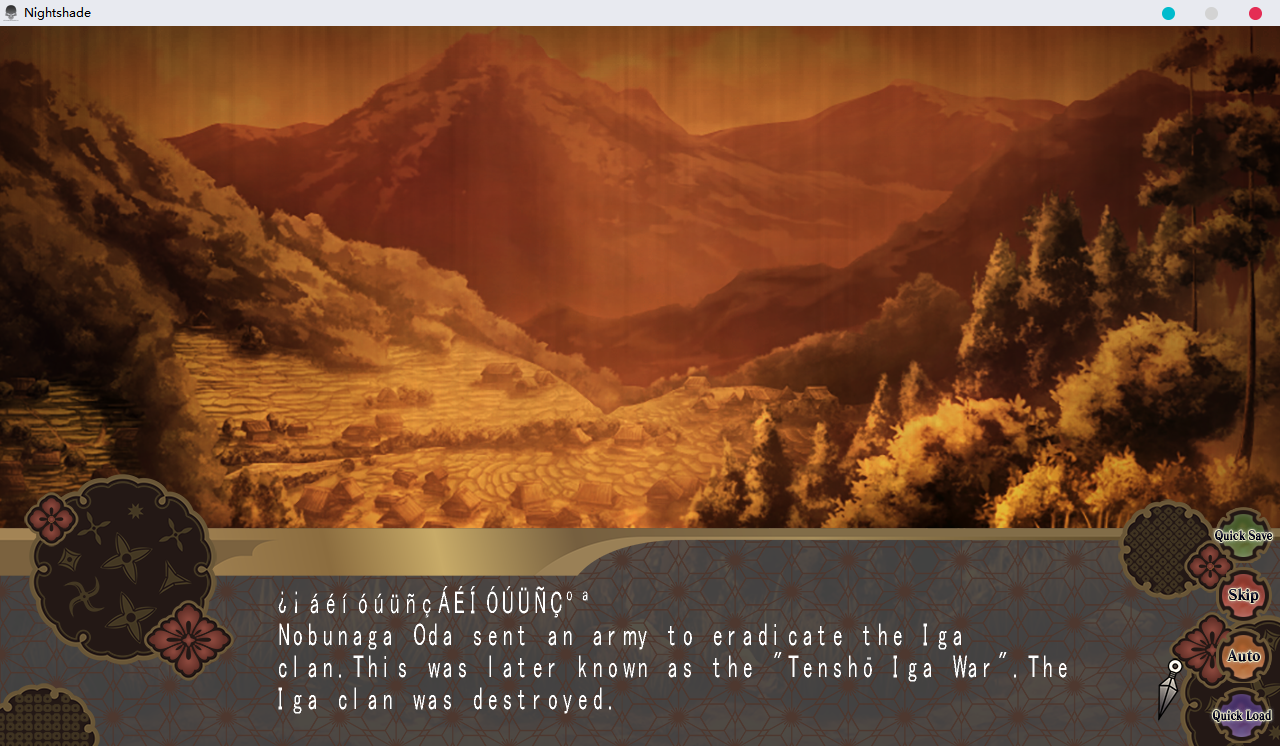 Nightshade
¿¡áéíóúüñçÁÉÍÓÚÜÑÇºª
Nobunaga Oda sent an army to eradicate the Iga
clan.This was later known as the "Tenshō Iga War".The
Iga clan was destroyed.
Quick Save
Skip
Auto
Quick Load